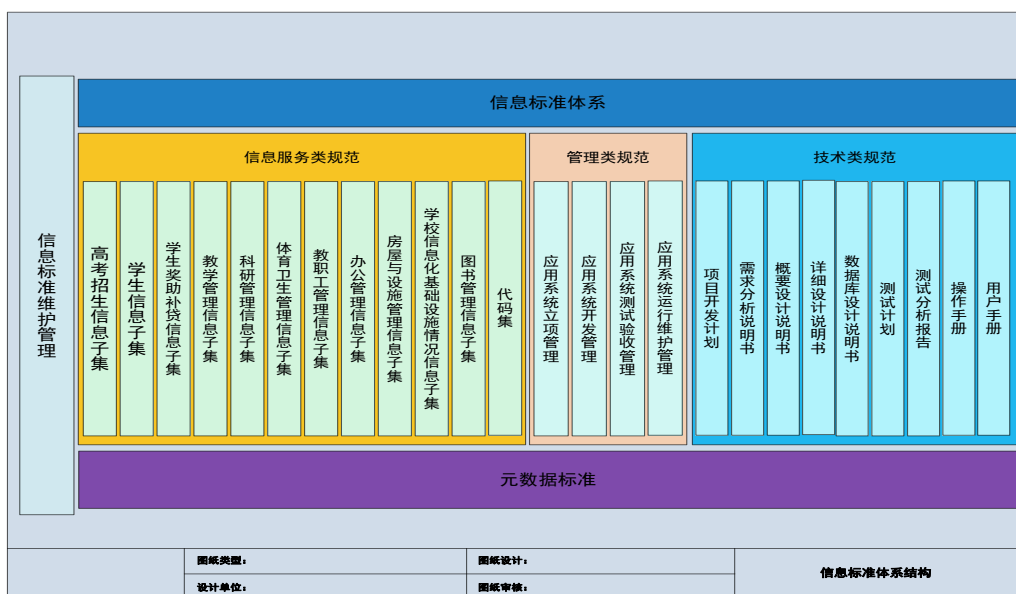 信息标准体系
信息标准维护管理
信息服务类规范
高考招生信息子集
学生信息子集
学生奖助补贷信息子集
教学管理信息子集
科研管理信息子集
体育卫生管理信息子集
教职工管理信息子集
办公管理信息子集
房屋与设施管理信息子集
学校信息化基础设施情况信息子集
图书管理信息子集
代码集
管理类规范
应用系统立项管理
应用系统开发管理
应用系统测试验收管理
应用系统运行维护管理
技术类规范
项目开发计划
需求分析说明书
概要设计说明书
详细设计说明书
数据库设计说明书
测试计划
测试分析报告
操作手册
用户手册
元数据标准
图纸类型：
图纸设计：
设计单位：
图纸审核：
信息标准体系结构